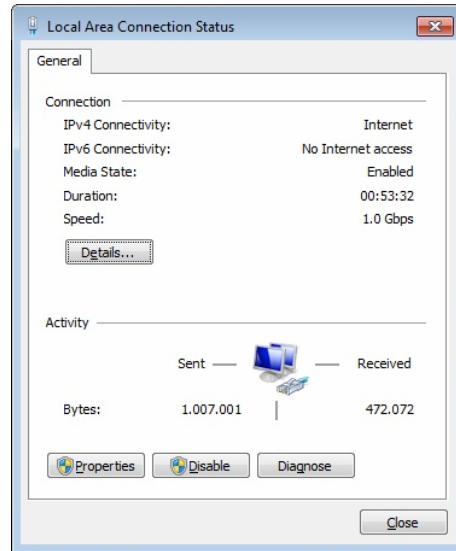 Local Area Connection Status
General
Connection
IPv4 Connectivity: Internet
IPv6 Connectivity: No Internet access
Media State: Enabled
Duration: 00:53:32
Speed: 1.0 Gbps
Details...
Activity
Sent Received
Bytes: 1.007.001 472.072
Properties Disable Diagnose
Close